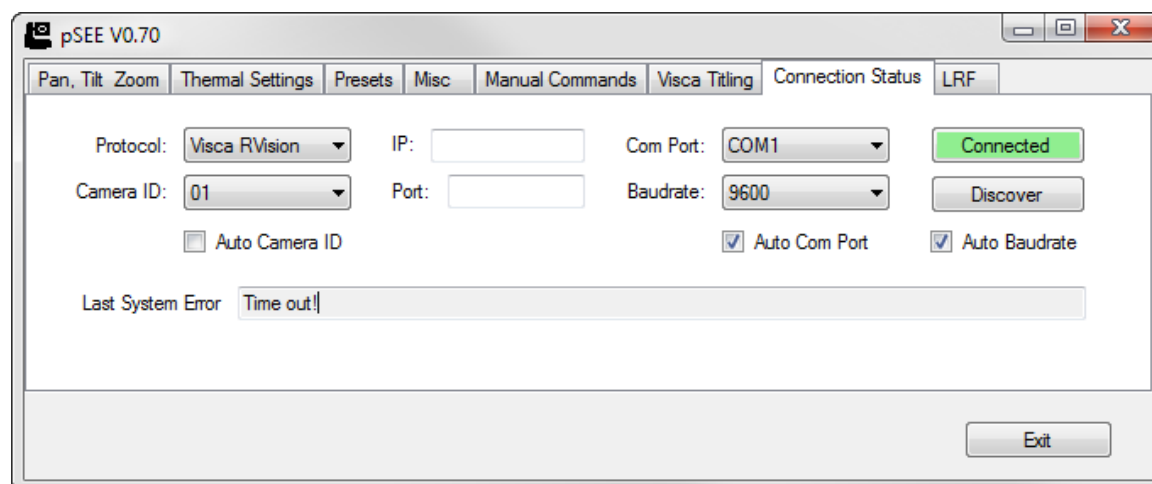 pSEE V0.70
Pan, Tilt Zoom Thermal Settings Presets Misc Manual Commands Visca Titling Connection Status LRF
Protocol: Visca RVision IP: Com Port: COM1 Connected
Camera ID: 01 Port: Baudrate: 9600 Discover
Auto Camera ID Auto Com Port Auto Baudrate
Last System Error Time out!
Exit